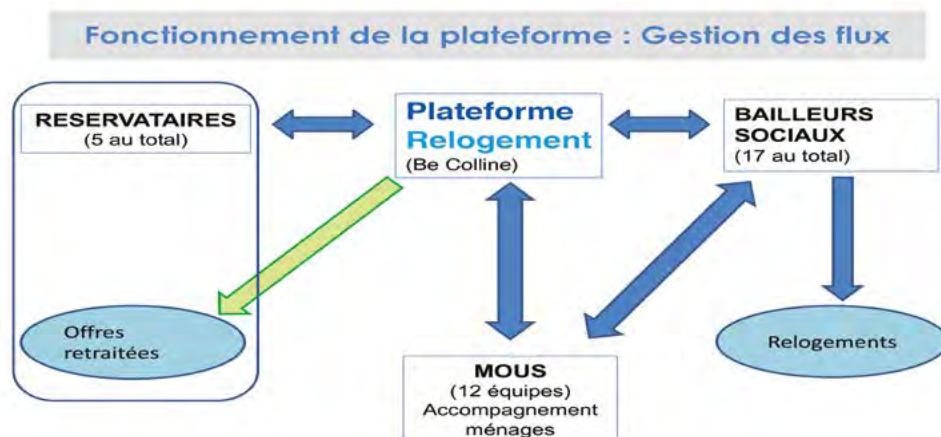 Fonctionnement de la plateforme : Gestion des flux
RESERVATAIRES
(5 au total)
Plateforme
Relogement
(Be Colline)
BAILLEURS
SOCIAUX
(17 au total)
Offres
retraitées
MOUS
(12 équipes)
Accompagnement
ménages
Relogements